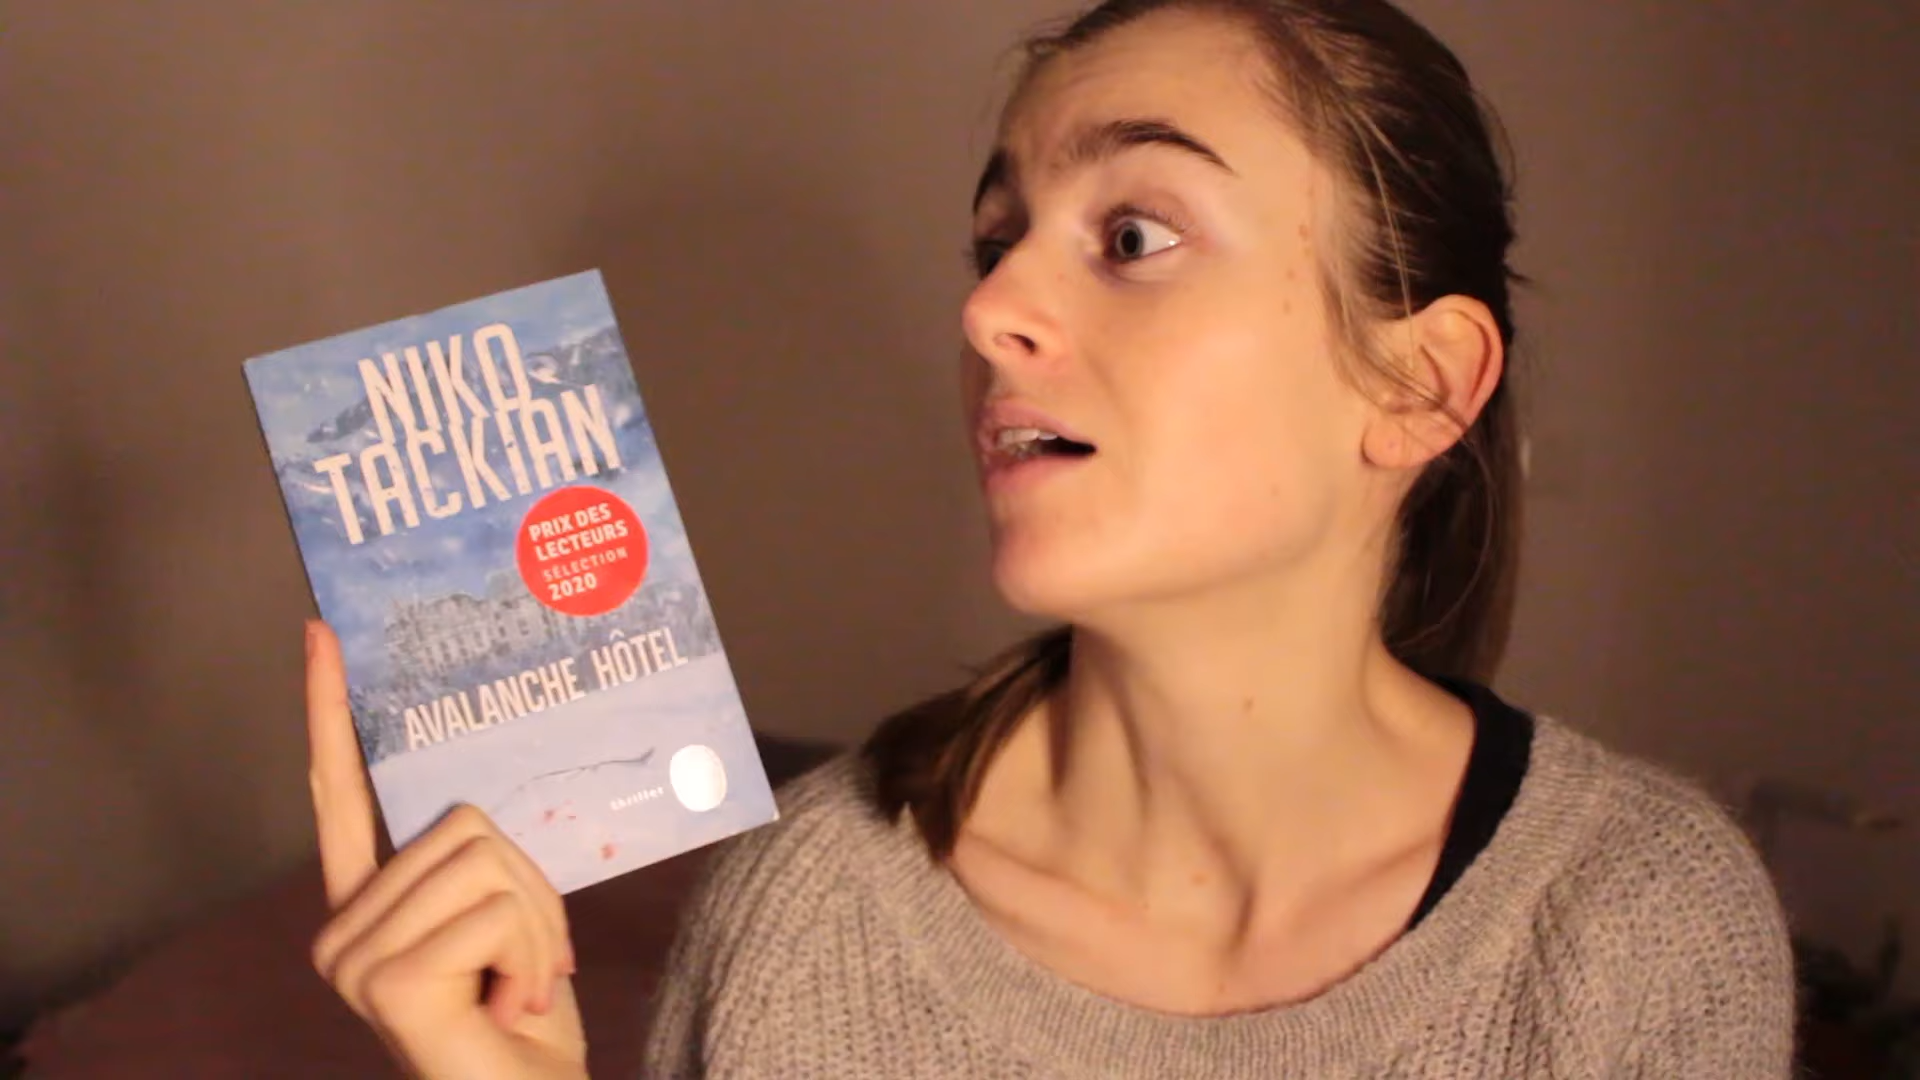 NIKO
TACKIAN
PRIX DES
LECTEURS
SÉLECTION
2020
AVALANCHE HÔTEL
thriller